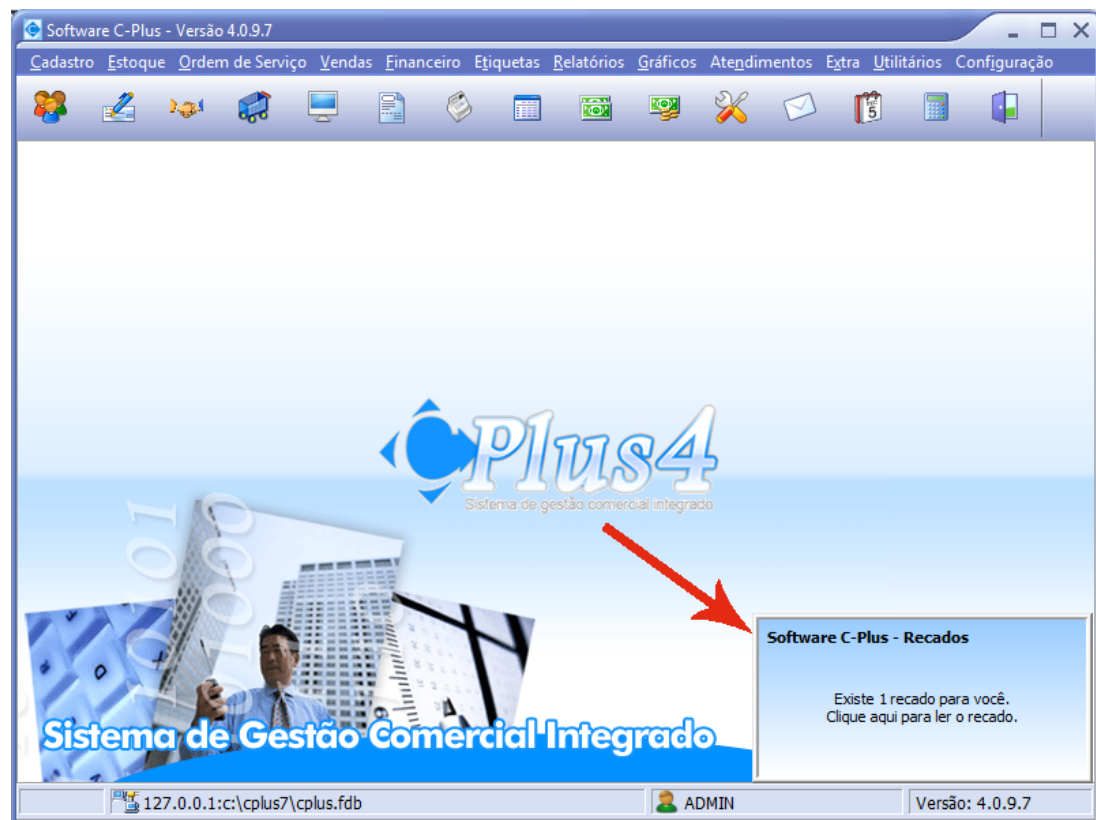 Software C-Plus - Versão 4.0.9.7
Cadastro Estoque Ordem de Serviço Vendas Financeiro Etiquetas Relatórios Gráficos Atendimentos Extra Utilitários Configuração
5
CPlus4
Sistema de gestão comercial integrado
10101
01000
Software C-Plus - Recados
Existe 1 recado para você.
Clique aqui para ler o recado.
Sistema de Gestão Comercial Integrado
127.0.0.1:c:\cplus7\cplus.fdb ADMIN Versão: 4.0.9.7